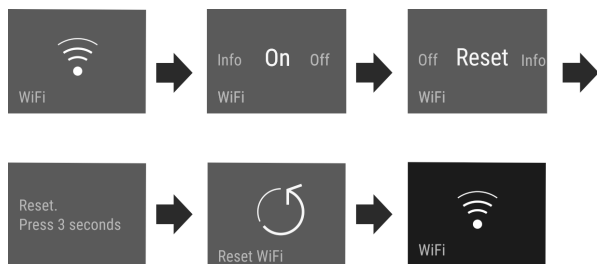 WiFi
Info On Off
WiFi
Off Reset Info
WiFi
Reset.
Press 3 seconds
Reset WiFi
WiFi